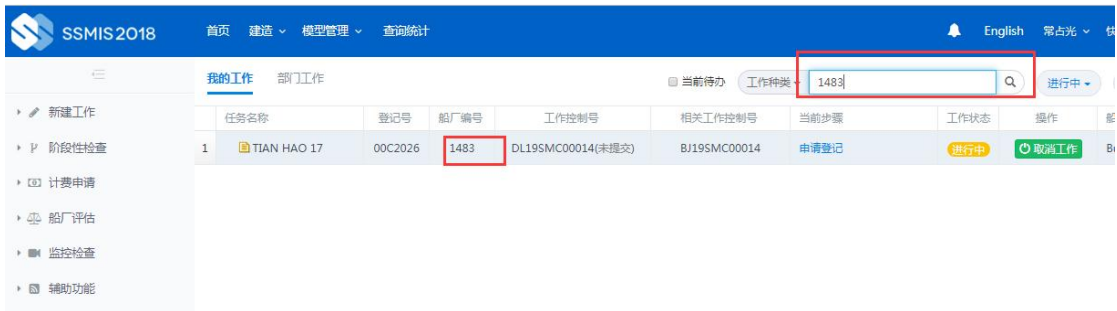 SSMIS2018 首页 建造 模型管理 查询统计 English 常占光
我的工作 部门工作 当前待办 工作种类 1483 进行中
新建工作
阶段性检查
计费申请
船厂评估
监控检查
辅助功能
任务名称 登记号 船厂编号 工作控制号 相关工作控制号 当前步骤 工作状态 操作
1 TIAN HAO 17 00C2026 1483 DL19SMC00014(未提交) BJ19SMC00014 申请登记 进行中 取消工作